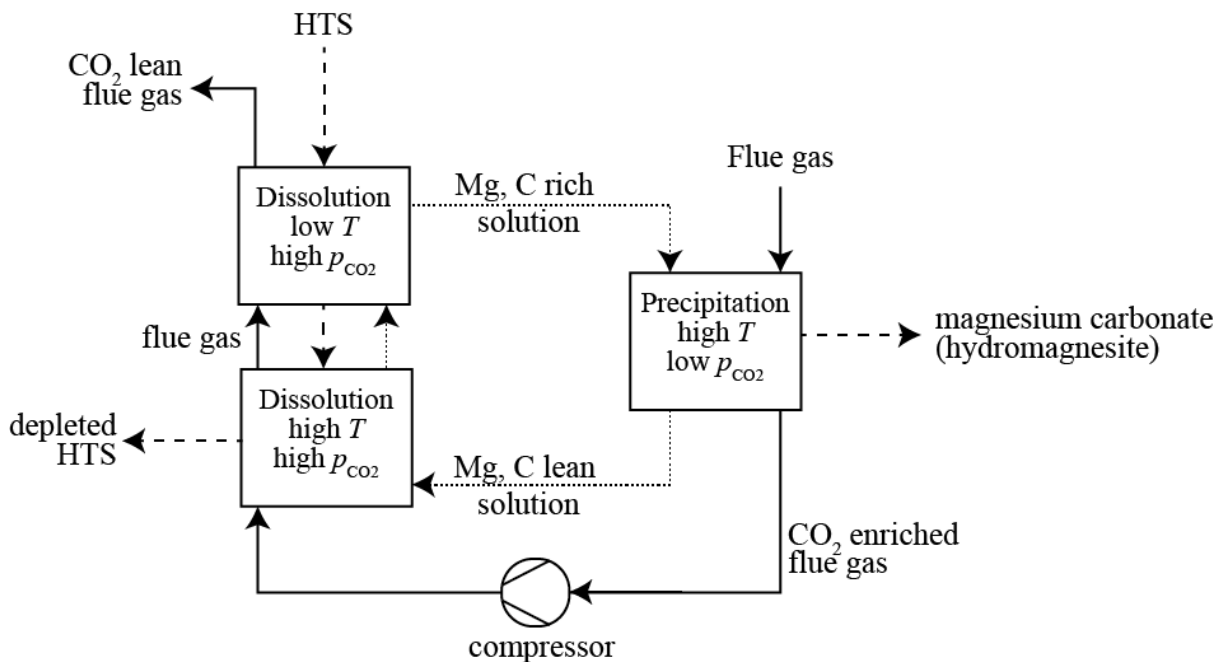 HTS
CO₂ lean
flue gas
Flue gas
Dissolution
low T
high pCO2
Mg, C rich
solution
Precipitation
high T
low pCO2
magnesium carbonate
(hydromagnesite)
flue gas
Dissolution
high T
high pCO2
depleted
HTS
Mg, C lean
solution
CO₂ enriched
flue gas
compressor